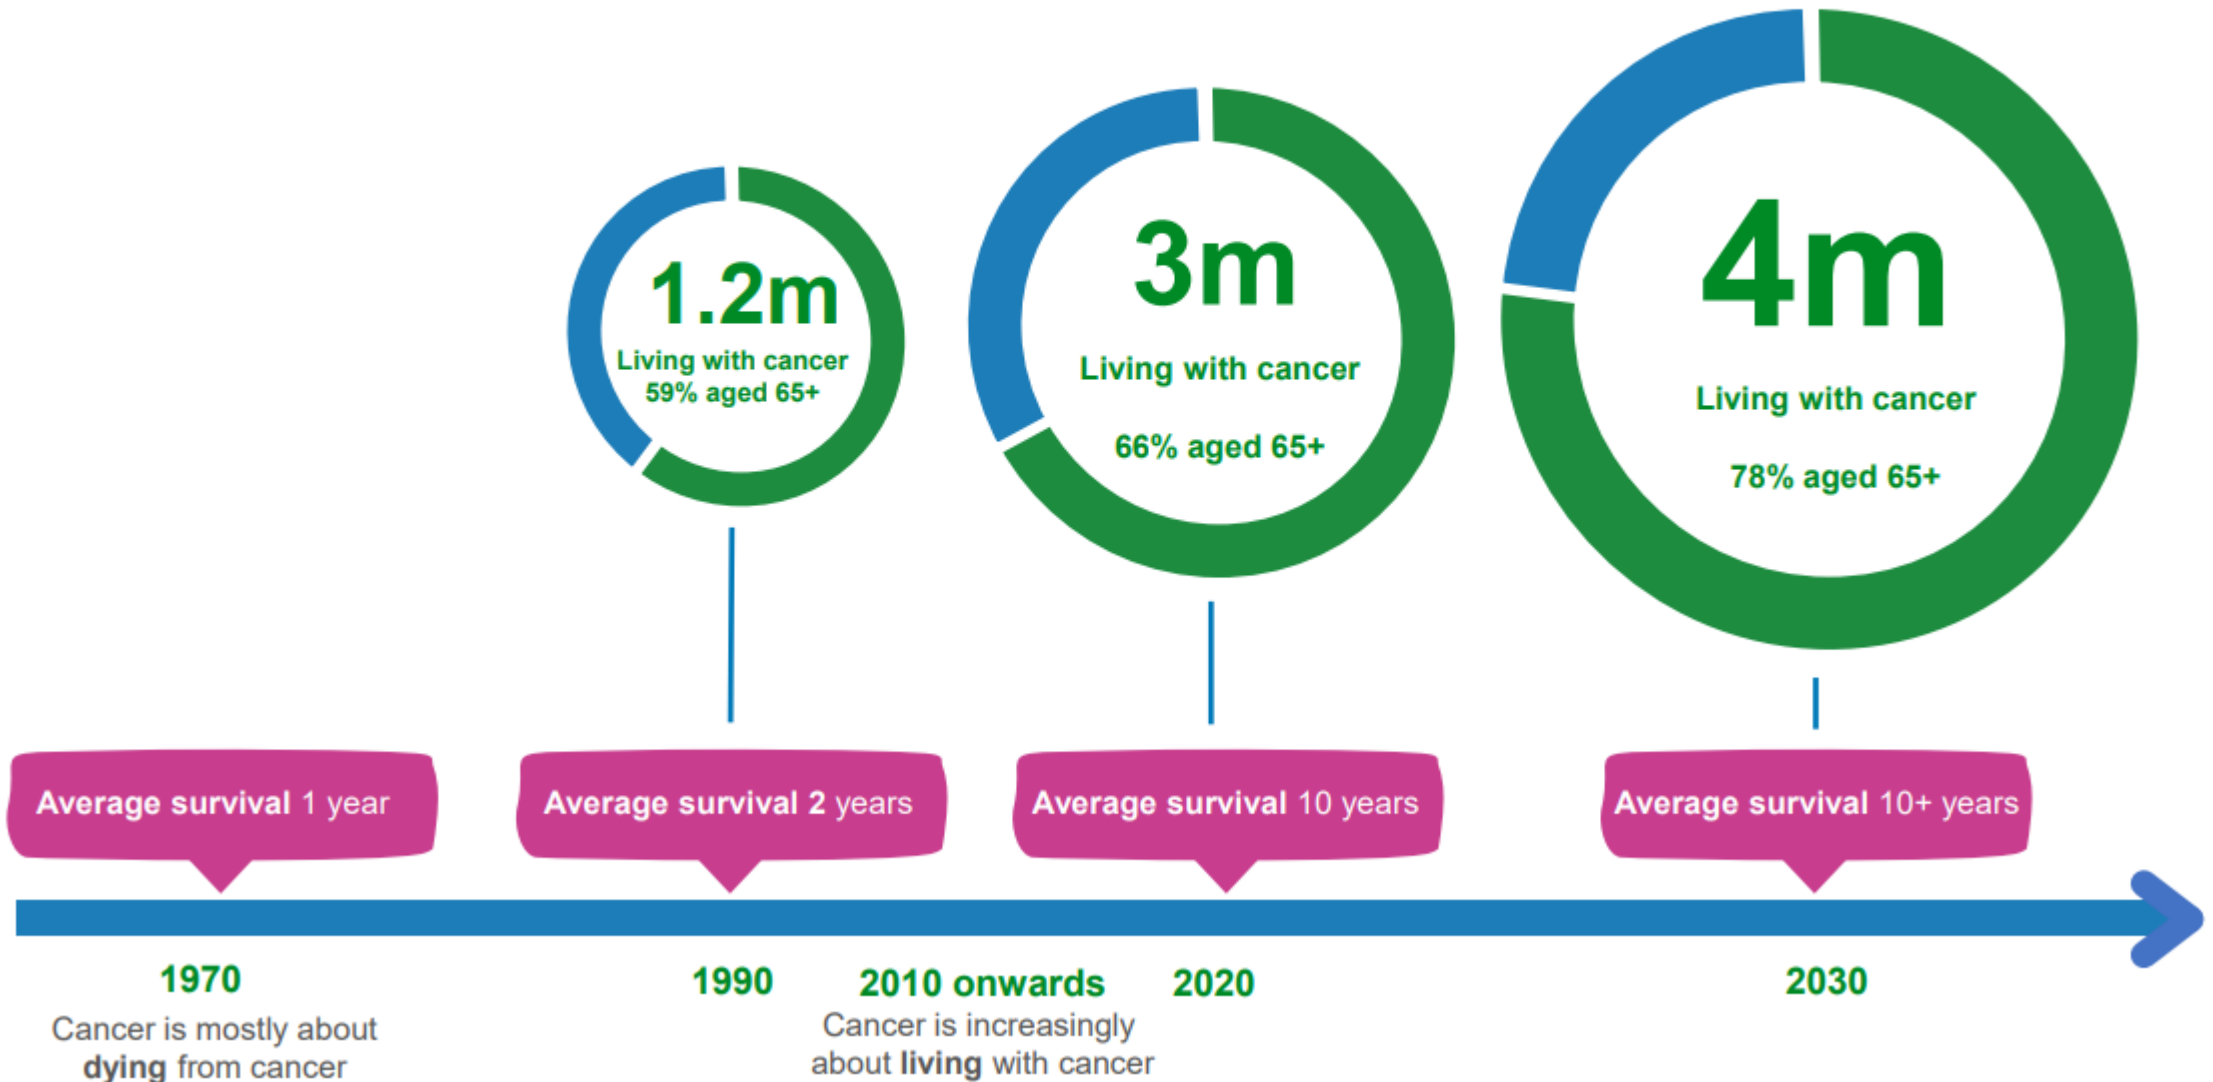 1.2m
Living with cancer
59% aged 65+
3m
Living with cancer
66% aged 65+
4m
Living with cancer
78% aged 65+
Average survival 1 year
Average survival 2 years
Average survival 10 years
Average survival 10+ years
1970
Cancer is mostly about
dying from cancer
1990
2010 onwards
Cancer is increasingly
about living with cancer
2020
2030